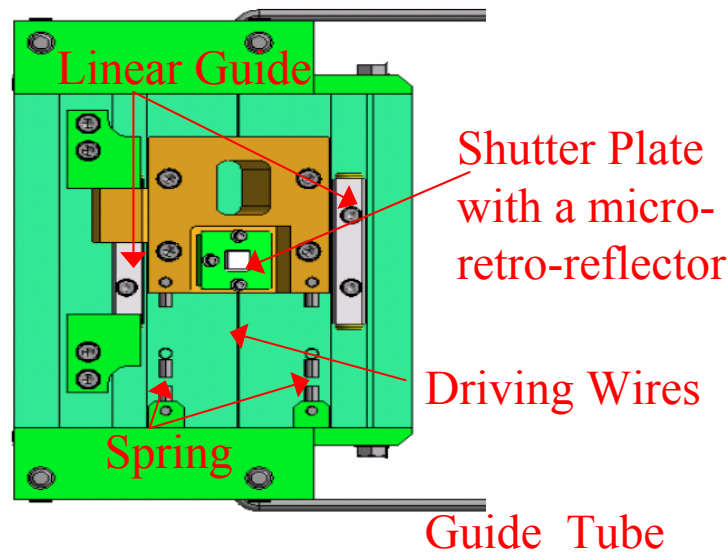 Linear Guide
Shutter Plate
with a micro-
retro-reflector
Driving Wires
Spring
Guide Tube